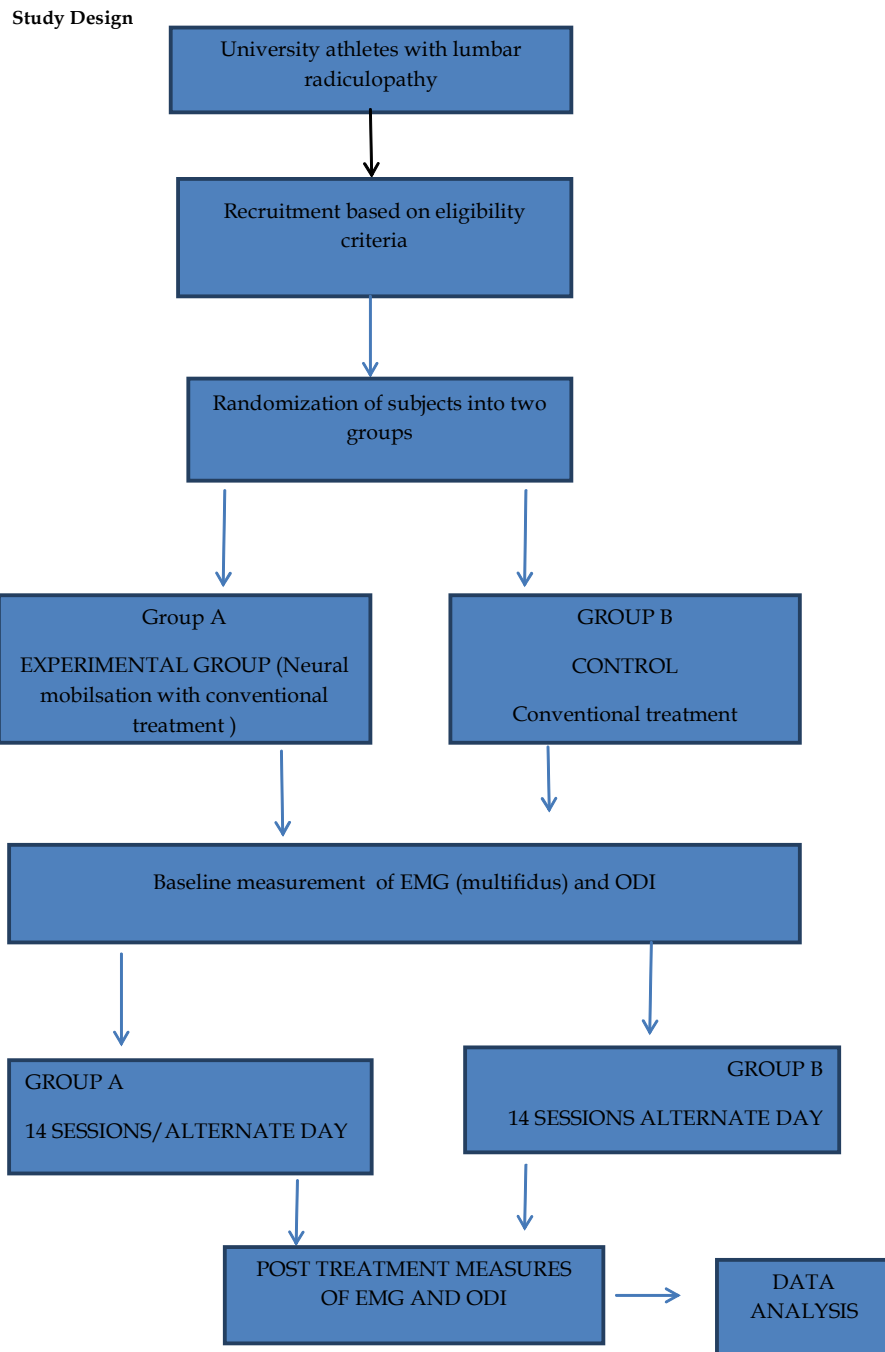 Study Design
University athletes with lumbar
radiculopathy
Recruitment based on eligibility
criteria
Randomization of subjects into two
groups
Group A
EXPERIMENTAL GROUP (Neural
mobilsation with conventional
treatment )
GROUP B
CONTROL
Conventional treatment
Baseline measurement of EMG (multifidus) and ODI
GROUP A
14 SESSIONS/ALTERNATE DAY
GROUP B
14 SESSIONS ALTERNATE DAY
POST TREATMENT MEASURES
OF EMG AND ODI
DATA
ANALYSIS